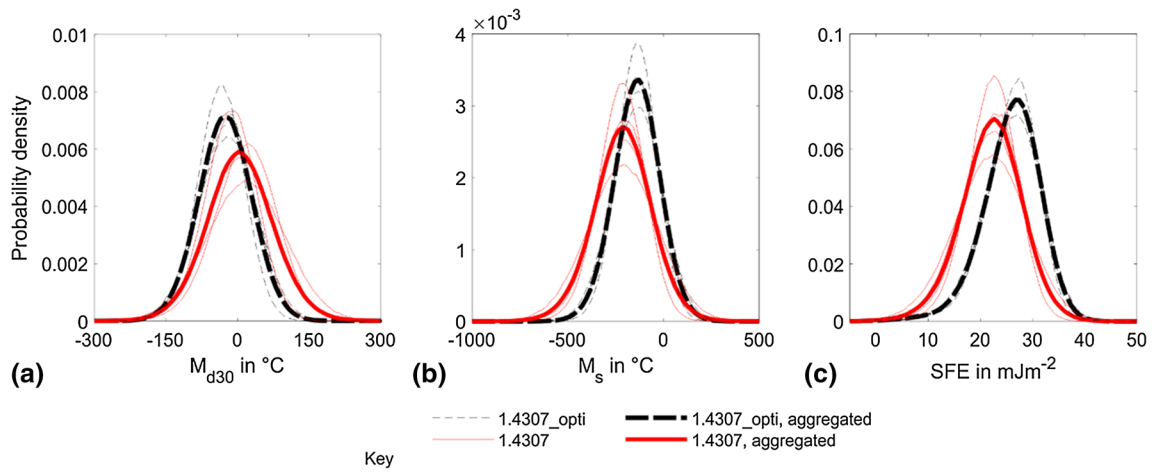 0.01
0.008
0.006
0.004
0.002
0
-300 -150 0 150 300
Probability density
M_d30 in °C
(a)
×10⁻³
4
3
2
1
0
-1000 -500 0 500
M_s in °C
(b)
0.1
0.08
0.06
0.04
0.02
0
0 10 20 30 40 50
SFE in mJm⁻²
(c)
1.4307_opti 1.4307_opti, aggregated
1.4307 1.4307, aggregated
Key